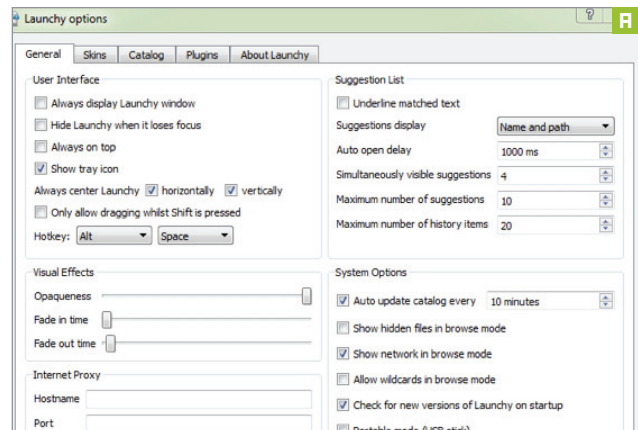 Launchy options
A
General Skins Catalog Plugins About Launchy
User Interface
Always display Launchy window
Hide Launchy when it loses focus
Always on top
Show tray icon
Always center Launchy horizontally vertically
Only allow dragging whilst Shift is pressed
Hotkey: Alt Space
Suggestion List
Underline matched text
Suggestions display Name and path
Auto open delay 1000 ms
Simultaneously visible suggestions 4
Maximum number of suggestions 10
Maximum number of history items 20
Visual Effects
Opaqueness
Fade in time
Fade out time
System Options
Auto update catalog every 10 minutes
Show hidden files in browse mode
Show network in browse mode
Allow wildcards in browse mode
Check for new versions of Launchy on startup
Portable mode (USB stick)
Internet Proxy
Hostname
Port